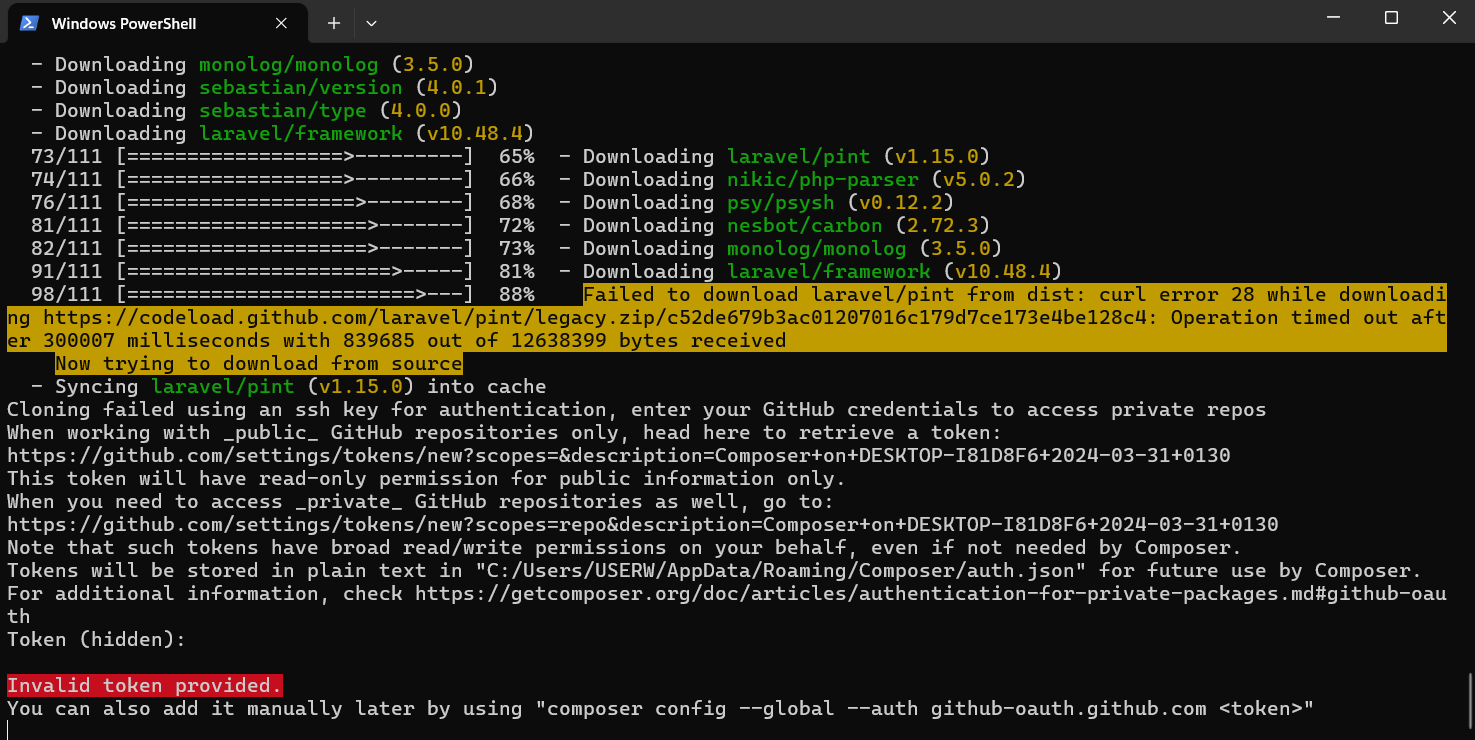 Windows PowerShell
- Downloading monolog/monolog (3.5.0)
- Downloading sebastian/version (4.0.1)
- Downloading sebastian/type (4.0.0)
- Downloading laravel/framework (v10.48.4)
73/111 [==================>---------]  65%  - Downloading laravel/pint (v1.15.0)
74/111 [==================>---------]  66%  - Downloading nikic/php-parser (v5.0.2)
76/111 [===================>--------]  68%  - Downloading psy/psysh (v0.12.2)
81/111 [====================>-------]  72%  - Downloading nesbot/carbon (2.72.3)
82/111 [====================>-------]  73%  - Downloading monolog/monolog (3.5.0)
91/111 [======================>-----]  81%  - Downloading laravel/framework (v10.48.4)
98/111 [========================>---]  88%    Failed to download laravel/pint from dist: curl error 28 while downloadi
ng https://codeload.github.com/laravel/pint/legacy.zip/c52de679b3ac01207016c179d7ce173e4be128c4: Operation timed out aft
er 300007 milliseconds with 839685 out of 12638399 bytes received
Now trying to download from source
- Syncing laravel/pint (v1.15.0) into cache
Cloning failed using an ssh key for authentication, enter your GitHub credentials to access private repos
When working with _public_ GitHub repositories only, head here to retrieve a token:
https://github.com/settings/tokens/new?scopes=&description=Composer+on+DESKTOP-I81D8F6+2024-03-31+0130
This token will have read-only permission for public information only.
When you need to access _private_ GitHub repositories as well, go to:
https://github.com/settings/tokens/new?scopes=repo&description=Composer+on+DESKTOP-I81D8F6+2024-03-31+0130
Note that such tokens have broad read/write permissions on your behalf, even if not needed by Composer.
Tokens will be stored in plain text in "C:/Users/USERW/AppData/Roaming/Composer/auth.json" for future use by Composer.
For additional information, check https://getcomposer.org/doc/articles/authentication-for-private-packages.md#github-oau
th
Token (hidden):
Invalid token provided.
You can also add it manually later by using "composer config --global --auth github-oauth.github.com <token>"